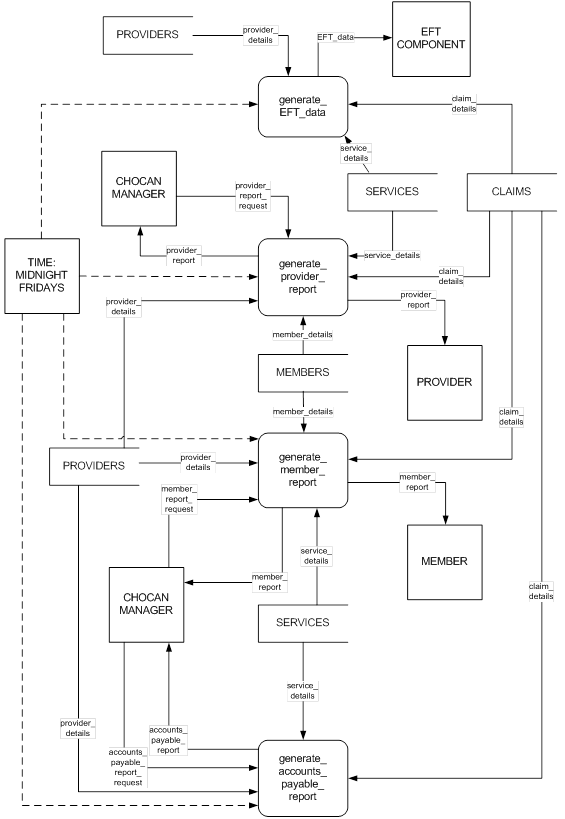 PROVIDERS
provider_
details
EFT_data
EFT
COMPONENT
generate_
EFT_data
claim_
details
service_
details
CHOCAN
MANAGER
provider_
report_
request
SERVICES
CLAIMS
provider_
report
generate_
provider_
report
service_details
claim_
details
TIME:
MIDNIGHT
FRIDAYS
provider_
details
provider_
report
member_details
MEMBERS
PROVIDER
member_details
claim_
details
PROVIDERS
provider_
details
generate_
member_
report
member_
report
member_
report_
request
service_
details
MEMBER
member_
report
CHOCAN
MANAGER
claim_
details
SERVICES
service_
details
provider_
details
accounts_
payable_
report
accounts_
payable_
report_
request
generate_
accounts_
payable_
report